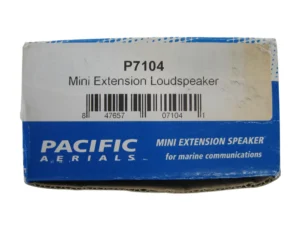 P7104
Mini Extension Loudspeaker
8 47657 07104 1
PACIFIC
AERIALS
MINI EXTENSION SPEAKER
for marine communications